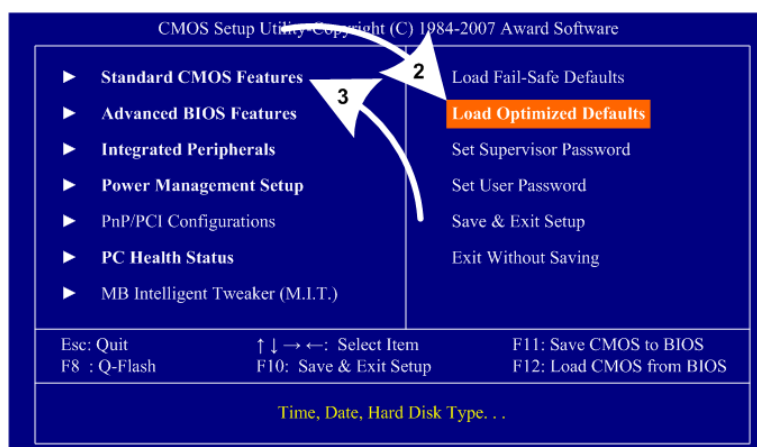 CMOS Setup Utility-Copyright (C) 1984-2007 Award Software
► Standard CMOS Features
► Advanced BIOS Features
► Integrated Peripherals
► Power Management Setup
► PnP/PCI Configurations
► PC Health Status
► MB Intelligent Tweaker (M.I.T.)
2
3
Load Fail-Safe Defaults
Load Optimized Defaults
Set Supervisor Password
Set User Password
Save & Exit Setup
Exit Without Saving
Esc: Quit ↑ ↓ → ←: Select Item F11: Save CMOS to BIOS
F8 : Q-Flash F10: Save & Exit Setup F12: Load CMOS from BIOS
Time, Date, Hard Disk Type. . .